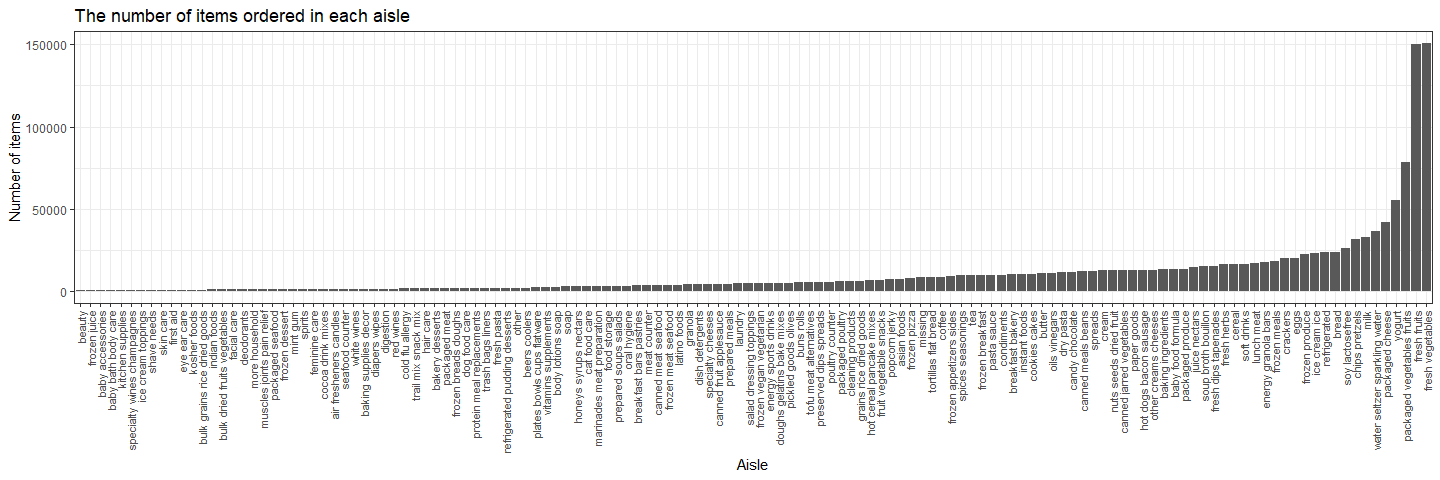 The number of items ordered in each aisle
Number of items
150000
100000
50000
0
beauty
frozen juice
baby accessories
baby bath body care
kitchen supplies
specialty wines champagnes
ice cream toppings
shave needs
skin care
first aid
eye ear care
kosher foods
bulk grains rice dried goods
indian foods
bulk dried fruits vegetables
facial care
deodorants
more household
muscles joints pain relief
packaged seafood
frozen dessert
mint gum
spirits
feminine care
cocoa drink mixes
air fresheners candles
seafood counter
white wines
baking supplies decor
diapers wipes
digestion
red wines
cold flu allergy
trail mix snack mix
hair care
bakery desserts
packaged meat
frozen breads doughs
dog food care
protein meal replacements
trash bags liners
fresh pasta
refrigerated pudding desserts
other
beers coolers
plates bowls cups flatware
vitamins supplements
body lotions soap
soap
honeys syrups nectars
cat food care
marinades meat preparation
food storage
prepared soups salads
oral hygiene
breakfast bars pastries
meat counter
canned meat seafood
frozen meat seafood
latino foods
granola
dish detergents
specialty cheeses
canned fruit applesauce
prepared meals
laundry
salad dressing toppings
frozen vegan vegetarian
energy sports drinks
doughs gelatins bake mixes
pickled goods olives
buns rolls
tofu meat alternatives
preserved dips spreads
poultry counter
packaged poultry
cleaning products
grains rice dried goods
hot cereal pancake mixes
fruit vegetable snacks
popcorn jerky
asian foods
frozen pizza
missing
tortillas flat bread
coffee
frozen appetizers sides
spices seasonings
tea
frozen breakfast
pasta sauce
condiments
breakfast bakery
instant foods
cookies cakes
butter
oils vinegars
dry pasta
candy chocolate
canned meals beans
spreads
cream
nuts seeds dried fruit
canned jarred vegetables
paper goods
hot dogs bacon sausage
other creams cheeses
baking ingredients
baby food formula
packaged produce
juice nectars
soup broth bouillon
fresh dips tapenades
fresh herbs
cereal
soft drinks
lunch meat
energy granola bars
frozen meals
crackers
eggs
frozen produce
ice cream ice
refrigerated
bread
soy lactosefree
chips pretzels
milk
water seltzer sparkling water
packaged cheese
yogurt
packaged vegetables fruits
fresh fruits
fresh vegetables
Aisle